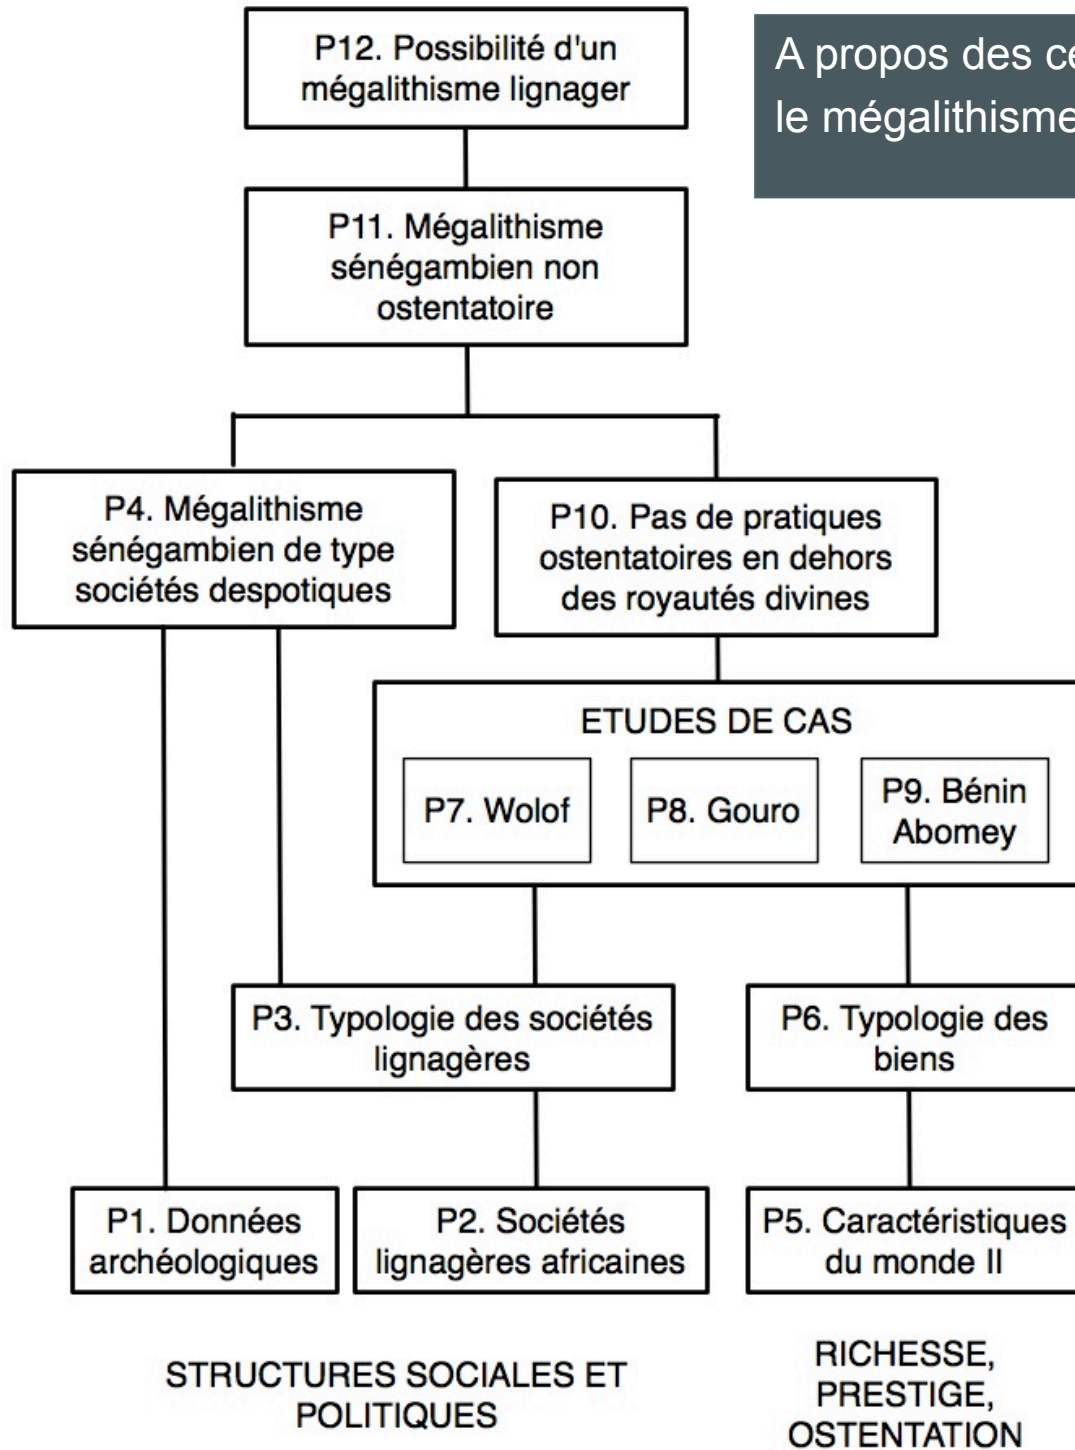 P12. Possibilité d'un
mégalithisme lignager
A propos des
le mégalithisme
P11. Mégalithisme
sénégambien non
ostentatoire
P4. Mégalithisme
sénégambien de type
sociétés despotiques
P10. Pas de pratiques
ostentatoires en dehors
des royautés divines
ETUDES DE CAS
P7. Wolof
P8. Gouro
P9. Bénin
Abomey
P3. Typologie des sociétés
lignagères
P6. Typologie des
biens
P1. Données
archéologiques
P2. Sociétés
lignagères africaines
P5. Caractéristiques
du monde II
STRUCTURES SOCIALES ET
POLITIQUES
RICHESSE,
PRESTIGE,
OSTENTATION